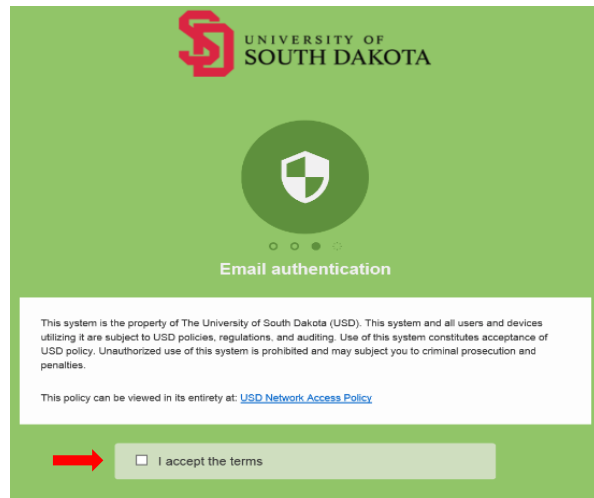 UNIVERSITY OF
SOUTH DAKOTA
Email authentication
This system is the property of The University of South Dakota (USD). This system and all users and devices
utilizing it are subject to USD policies, regulations, and auditing. Use of this system constitutes acceptance of
USD policy. Unauthorized use of this system is prohibited and may subject you to criminal prosecution and
penalties.
This policy can be viewed in its entirety at: USD Network Access Policy
I accept the terms